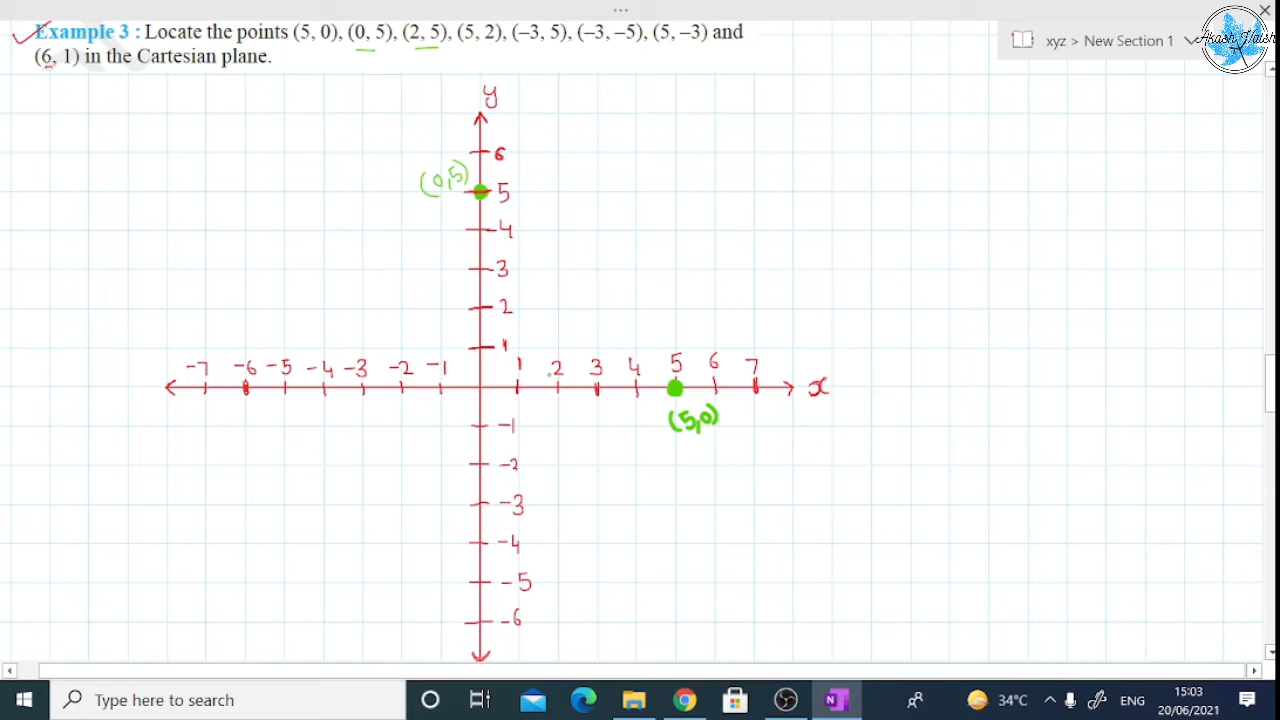 ...
Example 3 : Locate the points (5, 0), (0, 5), (2, 5), (5, 2), (–3, 5), (–3, –5), (5, –3) and
(6, 1) in the Cartesian plane.
xyz > New Section 1
y
6
(0,5)
5
4
3
2
1
-7 -6 -5 -4 -3 -2 -1 1 2 3 4 5 6 7
x
(5,0)
-1
-2
-3
-4
-5
-6
Type here to search
N
34°C
ENG
15:03
20/06/2021